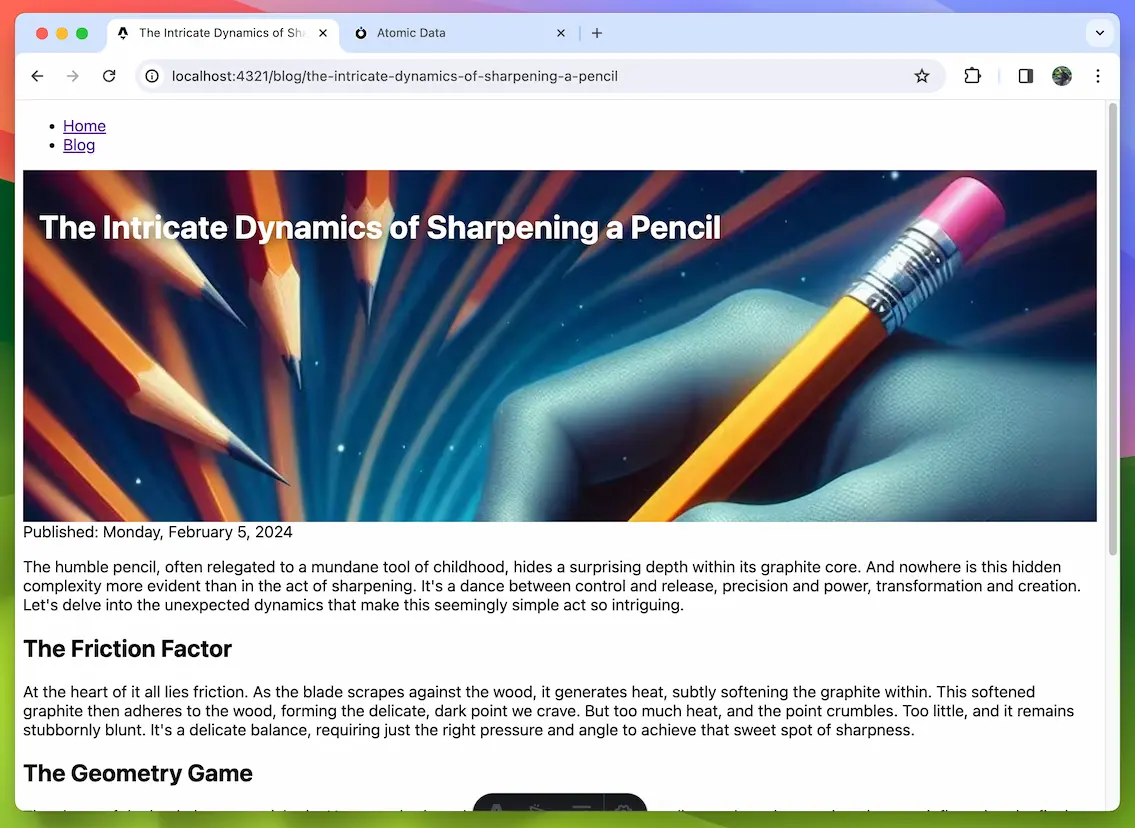 The Intricate Dynamics of Sha
Atomic Data
localhost:4321/blog/the-intricate-dynamics-of-sharpening-a-pencil
Home
Blog
The Intricate Dynamics of Sharpening a Pencil
Published: Monday, February 5, 2024
The humble pencil, often relegated to a mundane tool of childhood, hides a surprising depth within its graphite core. And nowhere is this hidden
complexity more evident than in the act of sharpening. It's a dance between control and release, precision and power, transformation and creation.
Let's delve into the unexpected dynamics that make this seemingly simple act so intriguing.
The Friction Factor
At the heart of it all lies friction. As the blade scrapes against the wood, it generates heat, subtly softening the graphite within. This softened
graphite then adheres to the wood, forming the delicate, dark point we crave. But too much heat, and the point crumbles. Too little, and it remains
stubbornly blunt. It's a delicate balance, requiring just the right pressure and angle to achieve that sweet spot of sharpness.
The Geometry Game